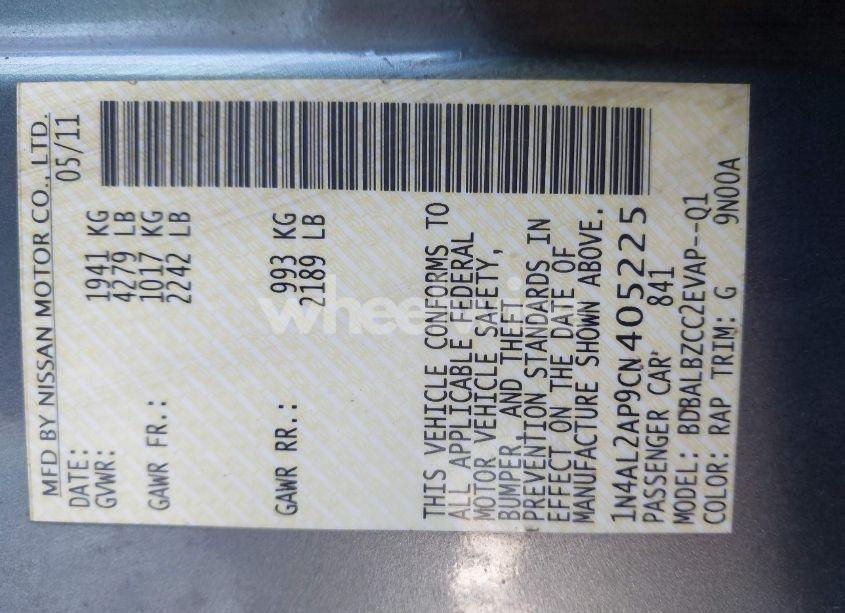 MFD BY NISSAN MOTOR CO., LTD.
DATE: 05/11
GVWR: 1941 KG
4279 LB
GAWR FR.: 1017 KG
2242 LB
GAWR RR.: 993 KG
2189 LB
THIS VEHICLE CONFORMS TO
ALL APPLICABLE FEDERAL
MOTOR VEHICLE SAFETY,
BUMPER, AND THEFT
PREVENTION STANDARDS IN
EFFECT ON THE DATE OF
MANUFACTURE SHOWN ABOVE.
1N4AL2AP9CN405225
PASSENGER CAR 841
MODEL: BDBALBZCC2EVAP--Q1
COLOR: RAP TRIM: G 9N00A